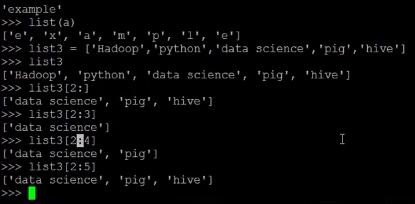 'example'
>>> list(a)
['e', 'x', 'a', 'm', 'p', 'l', 'e']
>>> list3 = ['Hadoop','python','data science','pig','hive']
>>> list3
['Hadoop', 'python', 'data science', 'pig', 'hive']
>>> list3[2:]
['data science', 'pig', 'hive']
>>> list3[2:3]
['data science']
>>> list3[2:4]
['data science', 'pig']
>>> list3[2:5]
['data science', 'pig', 'hive']
>>>